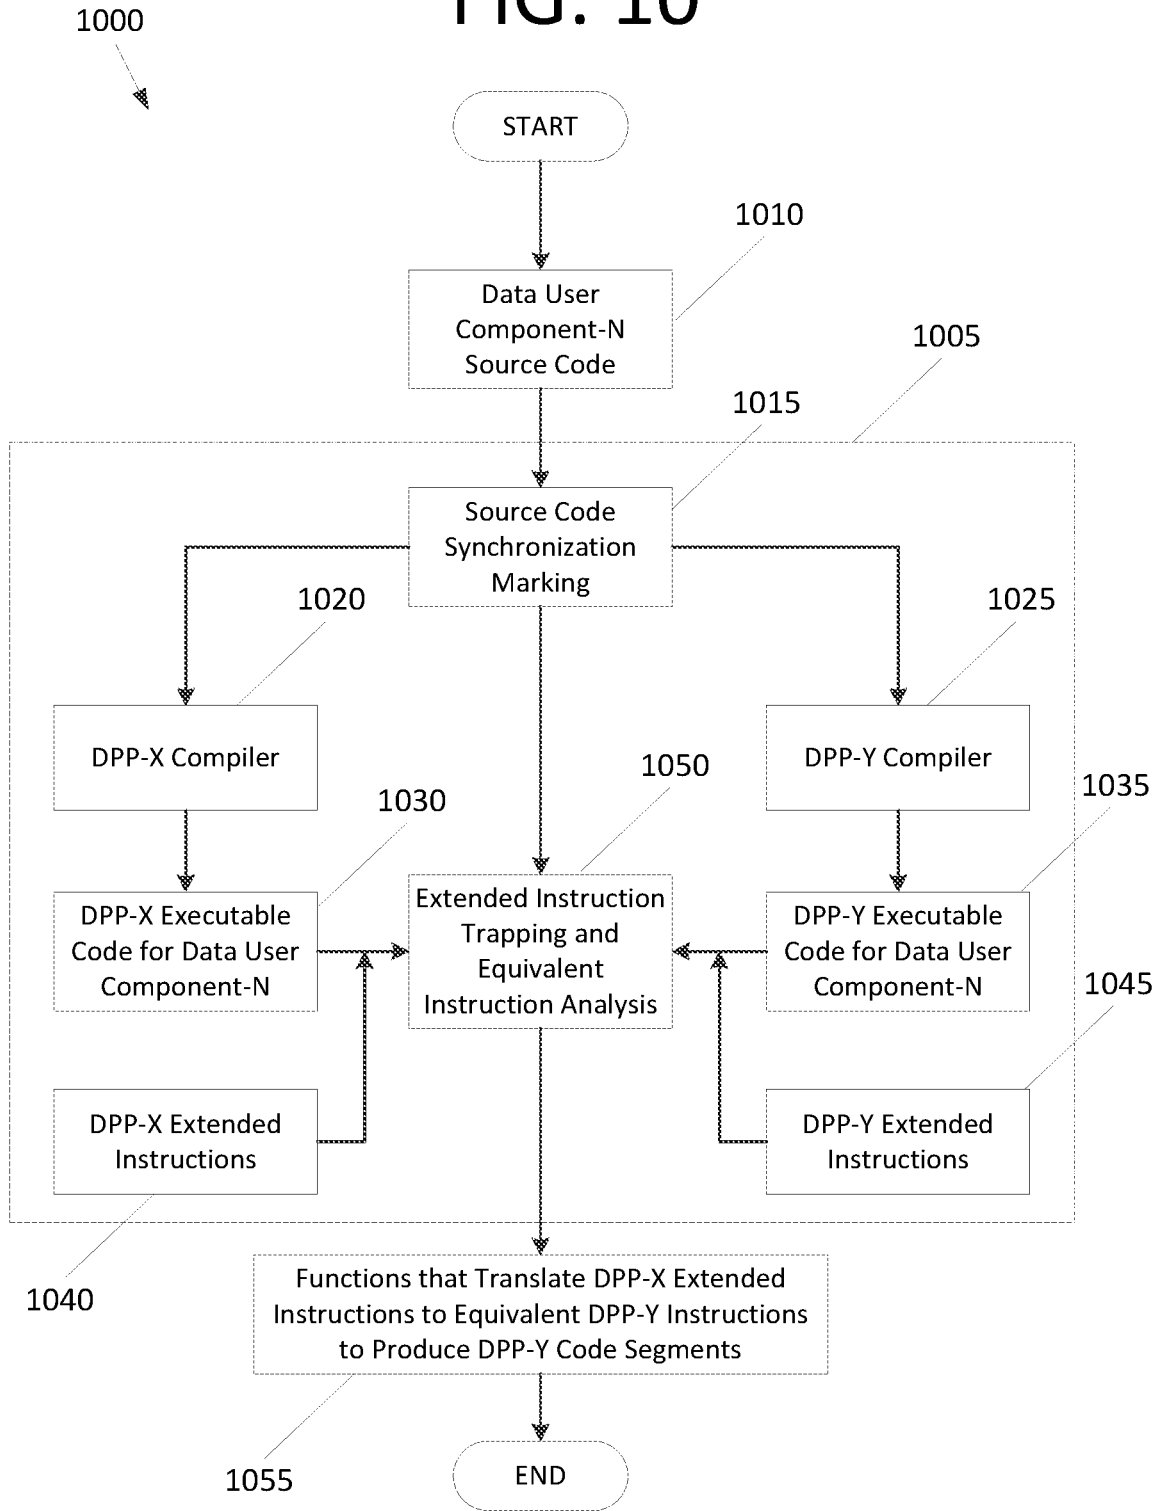 FIG. 10
1000
START
1010
Data User
Component-N
Source Code
1005
1015
Source Code
Synchronization
Marking
1020
1025
DPP-X Compiler
DPP-Y Compiler
1050
1030
1035
DPP-X Executable
Code for Data User
Component-N
Extended Instruction
Trapping and
Equivalent
Instruction Analysis
DPP-Y Executable
Code for Data User
Component-N
1045
DPP-X Extended
Instructions
DPP-Y Extended
Instructions
1040
Functions that Translate DPP-X Extended
Instructions to Equivalent DPP-Y Instructions
to Produce DPP-Y Code Segments
1055
END